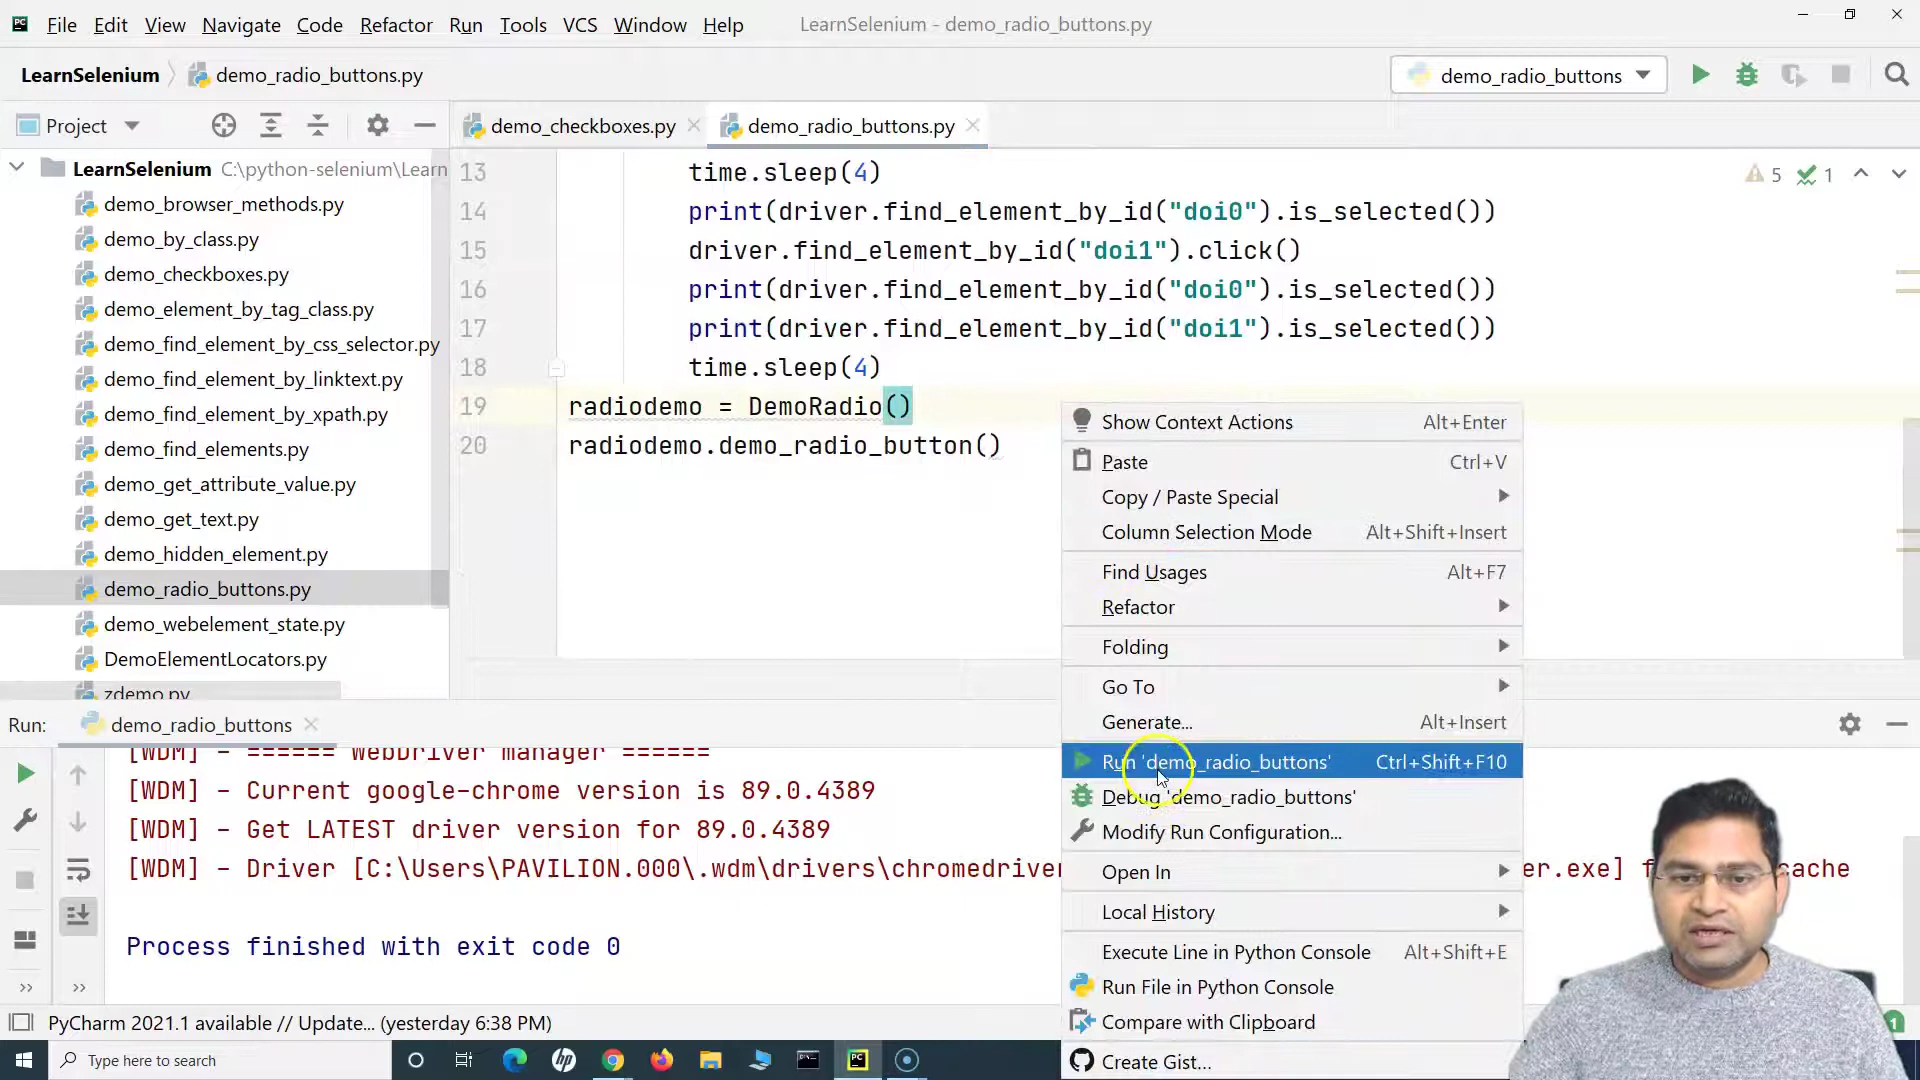 File Edit View Navigate Code Refactor Run Tools VCS Window Help LearnSelenium - demo_radio_buttons.py
LearnSelenium demo_radio_buttons.py demo_radio_buttons
Project
demo_checkboxes.py demo_radio_buttons.py
LearnSelenium C:\python-selenium\Learn
demo_browser_methods.py
demo_by_class.py
demo_checkboxes.py
demo_element_by_tag_class.py
demo_find_element_by_css_selector.py
demo_find_element_by_linktext.py
demo_find_element_by_xpath.py
demo_find_elements.py
demo_get_attribute_value.py
demo_get_text.py
demo_hidden_element.py
demo_radio_buttons.py
demo_webelement_state.py
DemoElementLocators.py
zdemo.py
13 time.sleep(4)
14 print(driver.find_element_by_id("doi0").is_selected())
15 driver.find_element_by_id("doi1").click()
16 print(driver.find_element_by_id("doi0").is_selected())
17 print(driver.find_element_by_id("doi1").is_selected())
18 time.sleep(4)
19 radiodemo = DemoRadio()
20 radiodemo.demo_radio_button()
5 1
Show Context Actions Alt+Enter
Paste Ctrl+V
Copy / Paste Special
Column Selection Mode Alt+Shift+Insert
Find Usages Alt+F7
Refactor
Folding
Go To
Generate... Alt+Insert
Run 'demo_radio_buttons' Ctrl+Shift+F10
Debug 'demo_radio_buttons'
Modify Run Configuration...
Open In
Local History
Execute Line in Python Console Alt+Shift+E
Run File in Python Console
Compare with Clipboard
Create Gist...
Run: demo_radio_buttons
[WDM] - ====== WebDriver manager ======
[WDM] - Current google-chrome version is 89.0.4389
[WDM] - Get LATEST driver version for 89.0.4389
[WDM] - Driver [C:\Users\PAVILION.000\.wdm\drivers\chromedriver er.exe] cache
Process finished with exit code 0
PyCharm 2021.1 available // Update... (yesterday 6:38 PM)
1
Type here to search